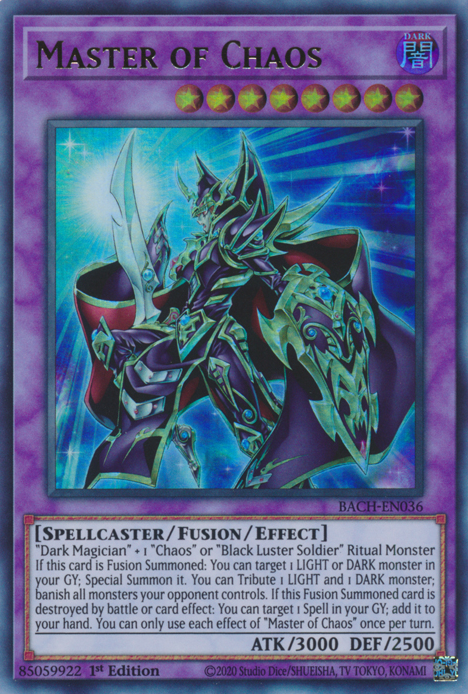 MASTER OF CHAOS
DARK
闇
BACH-EN036
[SPELLCASTER/FUSION/EFFECT]
"Dark Magician" + 1 "Chaos" or "Black Luster Soldier" Ritual Monster
If this card is Fusion Summoned: You can target 1 LIGHT or DARK monster in
your GY; Special Summon it. You can Tribute 1 LIGHT and 1 DARK monster;
banish all monsters your opponent controls. If this Fusion Summoned card is
destroyed by battle or card effect: You can target 1 Spell in your GY; add it to
your hand. You can only use each effect of "Master of Chaos" once per turn.
ATK/3000 DEF/2500
85059922 1st Edition ©2020 Studio Dice/SHUEISHA, TV TOKYO, KONAMI